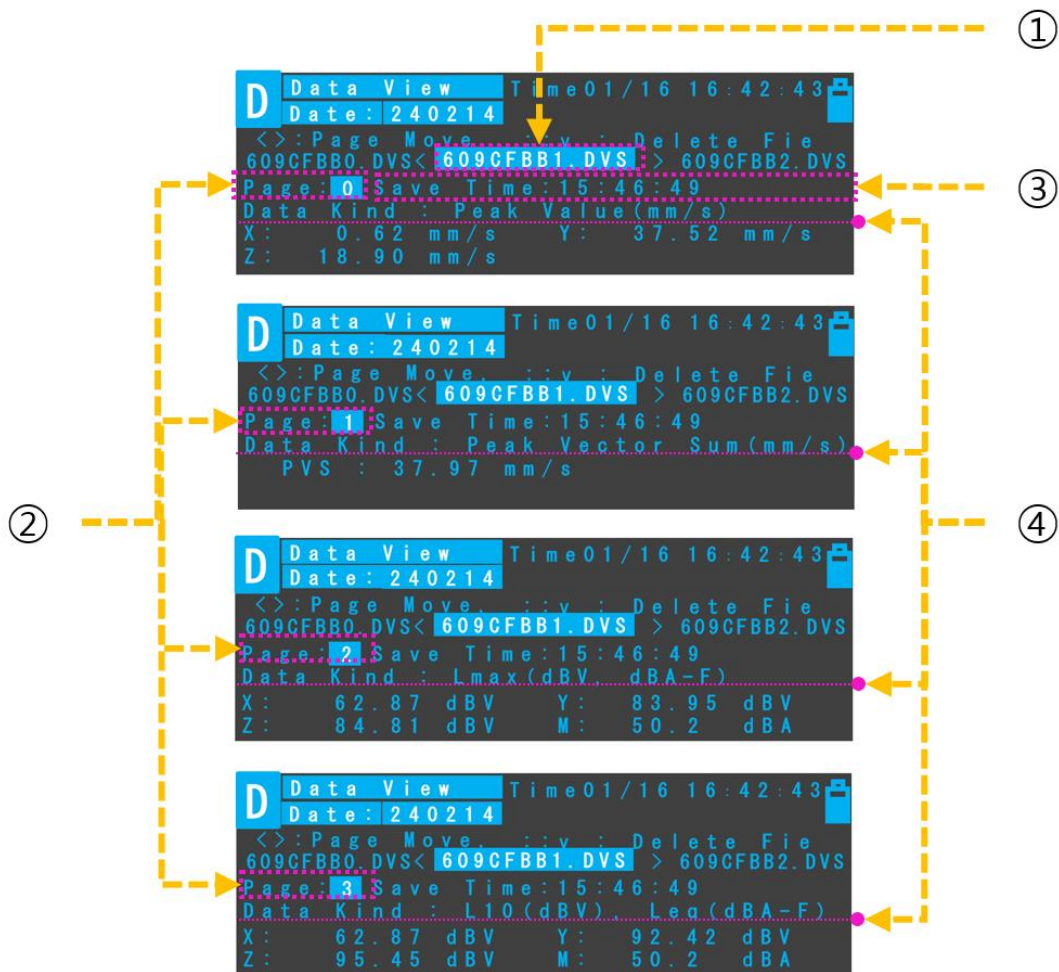 ①
D Data View Time01/16 16:42:43
Date: 240214
<>:Page Move, ::v : Delete Fie
609CFBB0.DVS< 609CFBB1.DVS > 609CFBB2.DVS
Page:0 Save Time:15:46:49
③
Data Kind : Peak Value(mm/s)
X: 0.62 mm/s Y: 37.52 mm/s
Z: 18.90 mm/s
D Data View Time01/16 16:42:43
Date: 240214
<>:Page Move, ::v : Delete Fie
609CFBB0.DVS< 609CFBB1.DVS > 609CFBB2.DVS
Page:1 Save Time:15:46:49
Data Kind : Peak Vector Sum(mm/s)
PVS : 37.97 mm/s
②
④
D Data View Time01/16 16:42:43
Date: 240214
<>:Page Move, ::v : Delete Fie
609CFBB0.DVS< 609CFBB1.DVS > 609CFBB2.DVS
Page:2 Save Time:15:46:49
Data Kind : Lmax(dBV, dBA-F)
X: 62.87 dBV Y: 83.95 dBV
Z: 84.81 dBV M: 50.2 dBA
D Data View Time01/16 16:42:43
Date: 240214
<>:Page Move, ::v : Delete Fie
609CFBB0.DVS< 609CFBB1.DVS > 609CFBB2.DVS
Page:3 Save Time:15:46:49
Data Kind : L10(dBV), Leq(dBA-F)
X: 62.87 dBV Y: 92.42 dBV
Z: 95.45 dBV M: 50.2 dBA